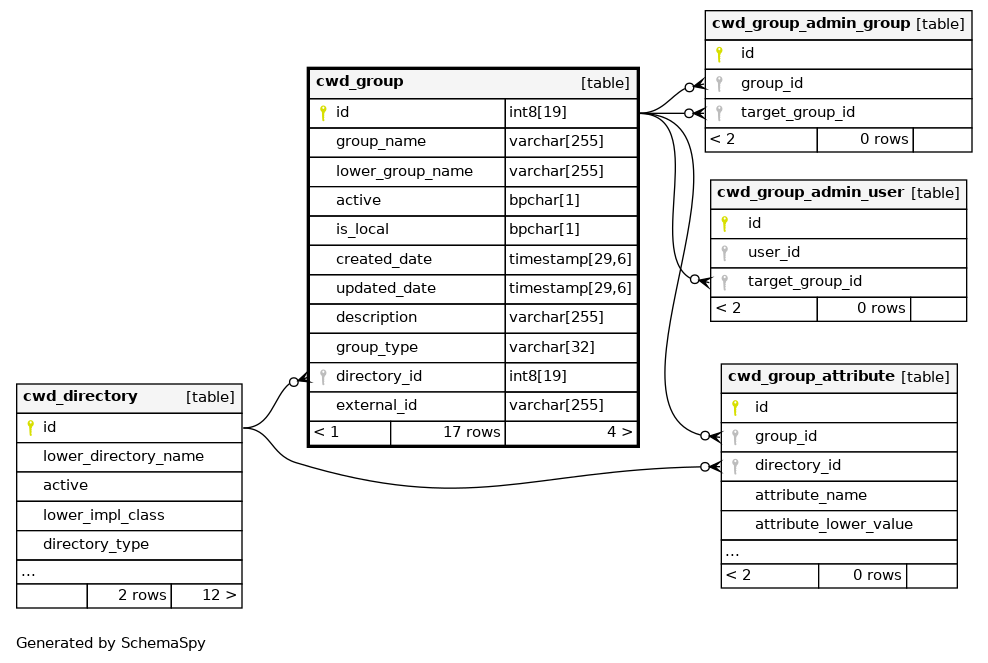 cwd_group_admin_group [table]
id
group_id
target_group_id
< 2 0 rows
cwd_group [table]
id int8[19]
group_name varchar[255]
lower_group_name varchar[255]
active bpchar[1]
is_local bpchar[1]
created_date timestamp[29,6]
updated_date timestamp[29,6]
description varchar[255]
group_type varchar[32]
directory_id int8[19]
external_id varchar[255]
< 1 17 rows 4 >
cwd_group_admin_user [table]
id
user_id
target_group_id
< 2 0 rows
cwd_group_attribute [table]
id
group_id
directory_id
attribute_name
attribute_lower_value
...
< 2 0 rows
cwd_directory [table]
id
lower_directory_name
active
lower_impl_class
directory_type
...
2 rows 12 >
Generated by SchemaSpy